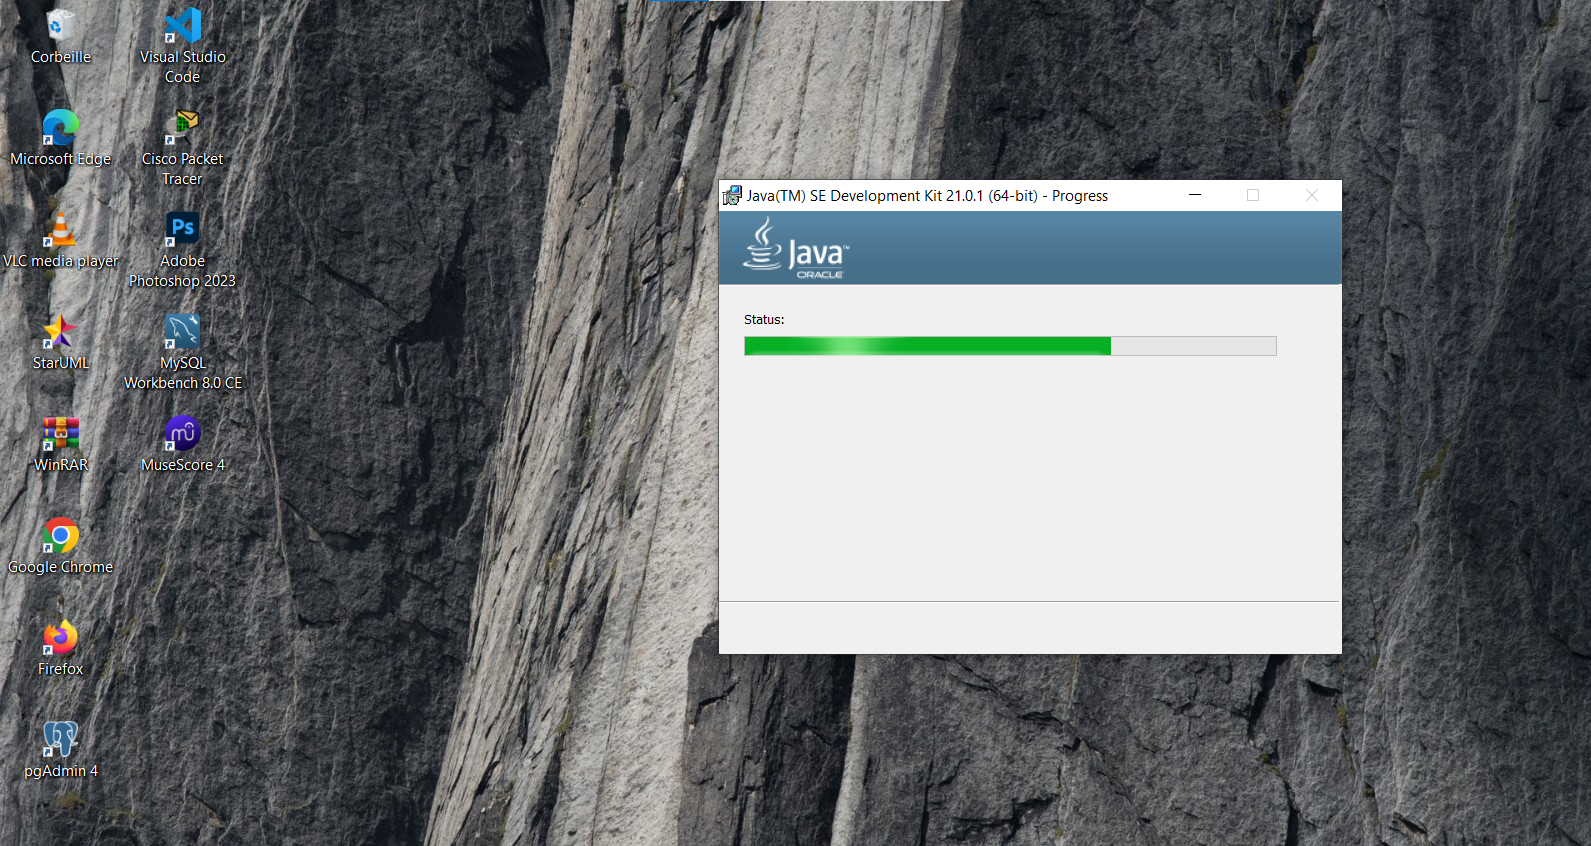 Corbeille
Visual Studio
Code
Microsoft Edge
Cisco Packet
Tracer
VLC media player
Ps
Adobe
Photoshop 2023
StarUML
MySQL
Workbench 8.0 CE
WinRAR
MuseScore 4
Google Chrome
Firefox
pgAdmin 4
Java(TM) SE Development Kit 21.0.1 (64-bit) - Progress
Java™
ORACLE
Status: